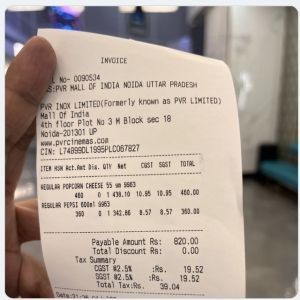 INVOICE
L No- 0090534
S:PVR MALL OF INDIA NOIDA UTTAR PRADESH
PVR INOX LIMITED(Formerly known as PVR LIMITED)
Mall Of India
4th floor Plot No 3 M Block sec 18
Noida-201301 UP
www.pvrcinemas.com
CIN: L74899DL1995PLC067827
ITEM HSN Act.Amt Dis. QTY Net CGST SGST TOTAL
REGULAR POPCORN CHEESE 55 gm 9963
460 0 1 438.10 10.95 10.95 460.00
REGULAR PEPSI 600ml 9963
360 0 1 342.86 8.57 8.57 360.00
Payable Amount Rs: 820.00
Total Discount Rs: 0.00
Tax Summary
CGST @2.5% :Rs. 19.52
SGST @2.5% :Rs. 19.52
Total Tax:Rs. 39.04